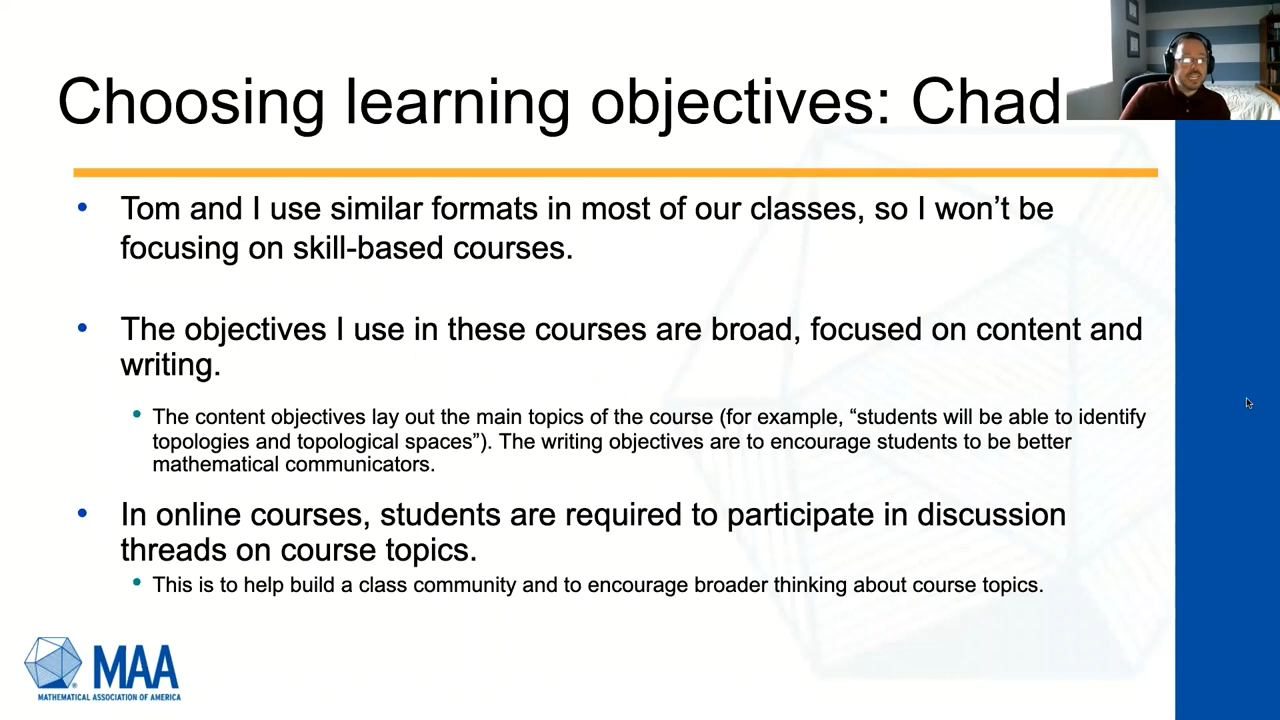 Choosing learning objectives: Chad
• Tom and I use similar formats in most of our classes, so I won’t be
focusing on skill-based courses.
• The objectives I use in these courses are broad, focused on content and
writing.
• The content objectives lay out the main topics of the course (for example, “students will be able to identify
topologies and topological spaces”). The writing objectives are to encourage students to be better
mathematical communicators.
• In online courses, students are required to participate in discussion
threads on course topics.
• This is to help build a class community and to encourage broader thinking about course topics.
® MAA
MATHEMATICAL ASSOCIATION OF AMERICA